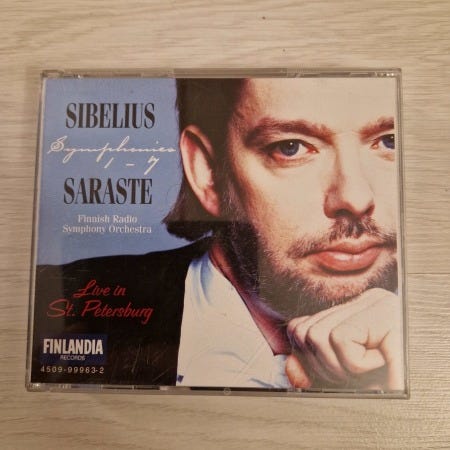 SIBELIUS
Symphonies
1-7
SARASTE
Finnish Radio
Symphony Orchestra
Live in
St. Petersburg
FINLANDIA
RECORDS
4509-99963-2